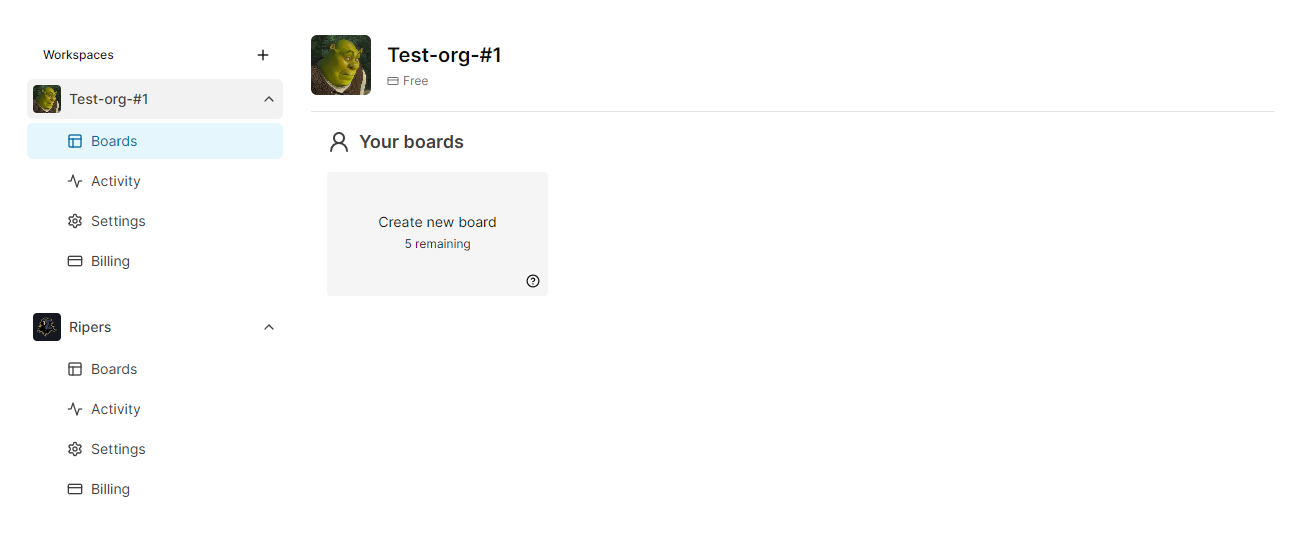 Workspaces
Test-org-#1
Boards
Activity
Settings
Billing
Ripers
Boards
Activity
Settings
Billing
Test-org-#1
Free
Your boards
Create new board
5 remaining